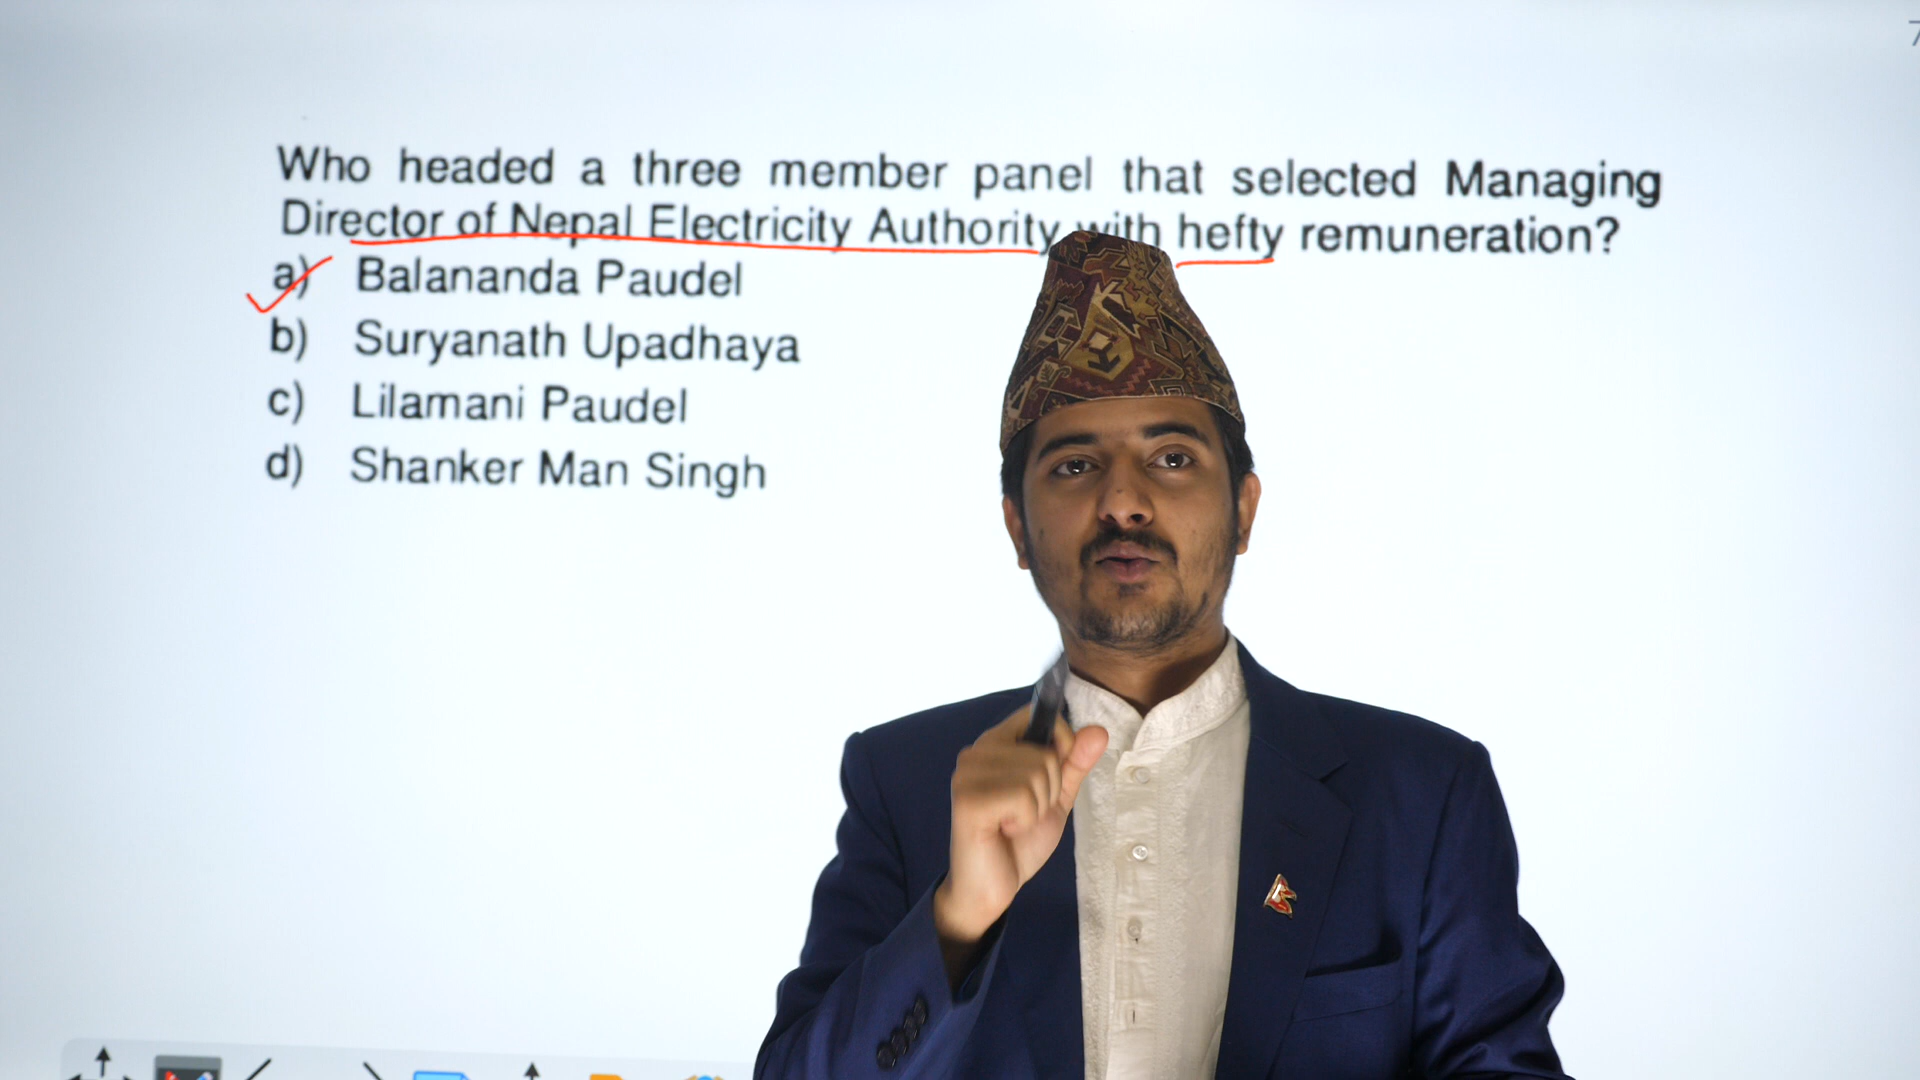 Who headed a three member panel that selected Managing
Director of Nepal Electricity Authority with hefty remuneration?
a) Balananda Paudel
b) Suryanath Upadhaya
c) Lilamani Paudel
d) Shanker Man Singh
7